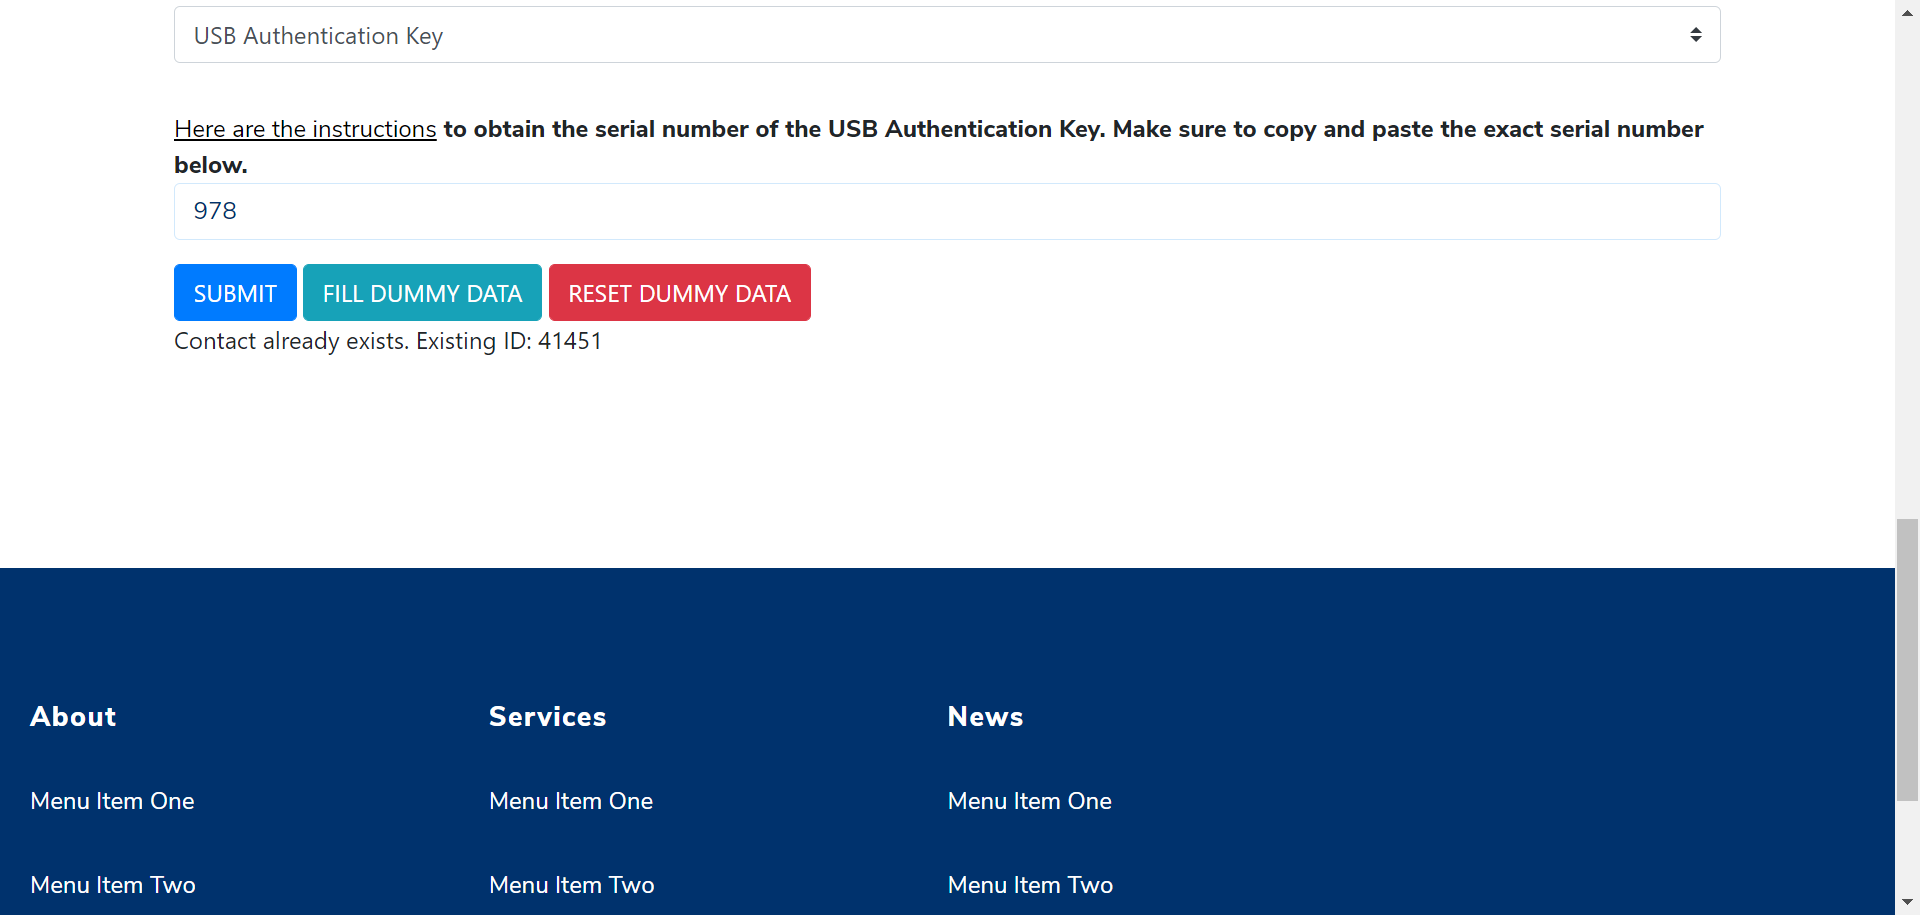 USB Authentication Key
Here are the instructions to obtain the serial number of the USB Authentication Key. Make sure to copy and paste the exact serial number
below.
978
SUBMIT FILL DUMMY DATA RESET DUMMY DATA
Contact already exists. Existing ID: 41451
About Services News
Menu Item One Menu Item One Menu Item One
Menu Item Two Menu Item Two Menu Item Two